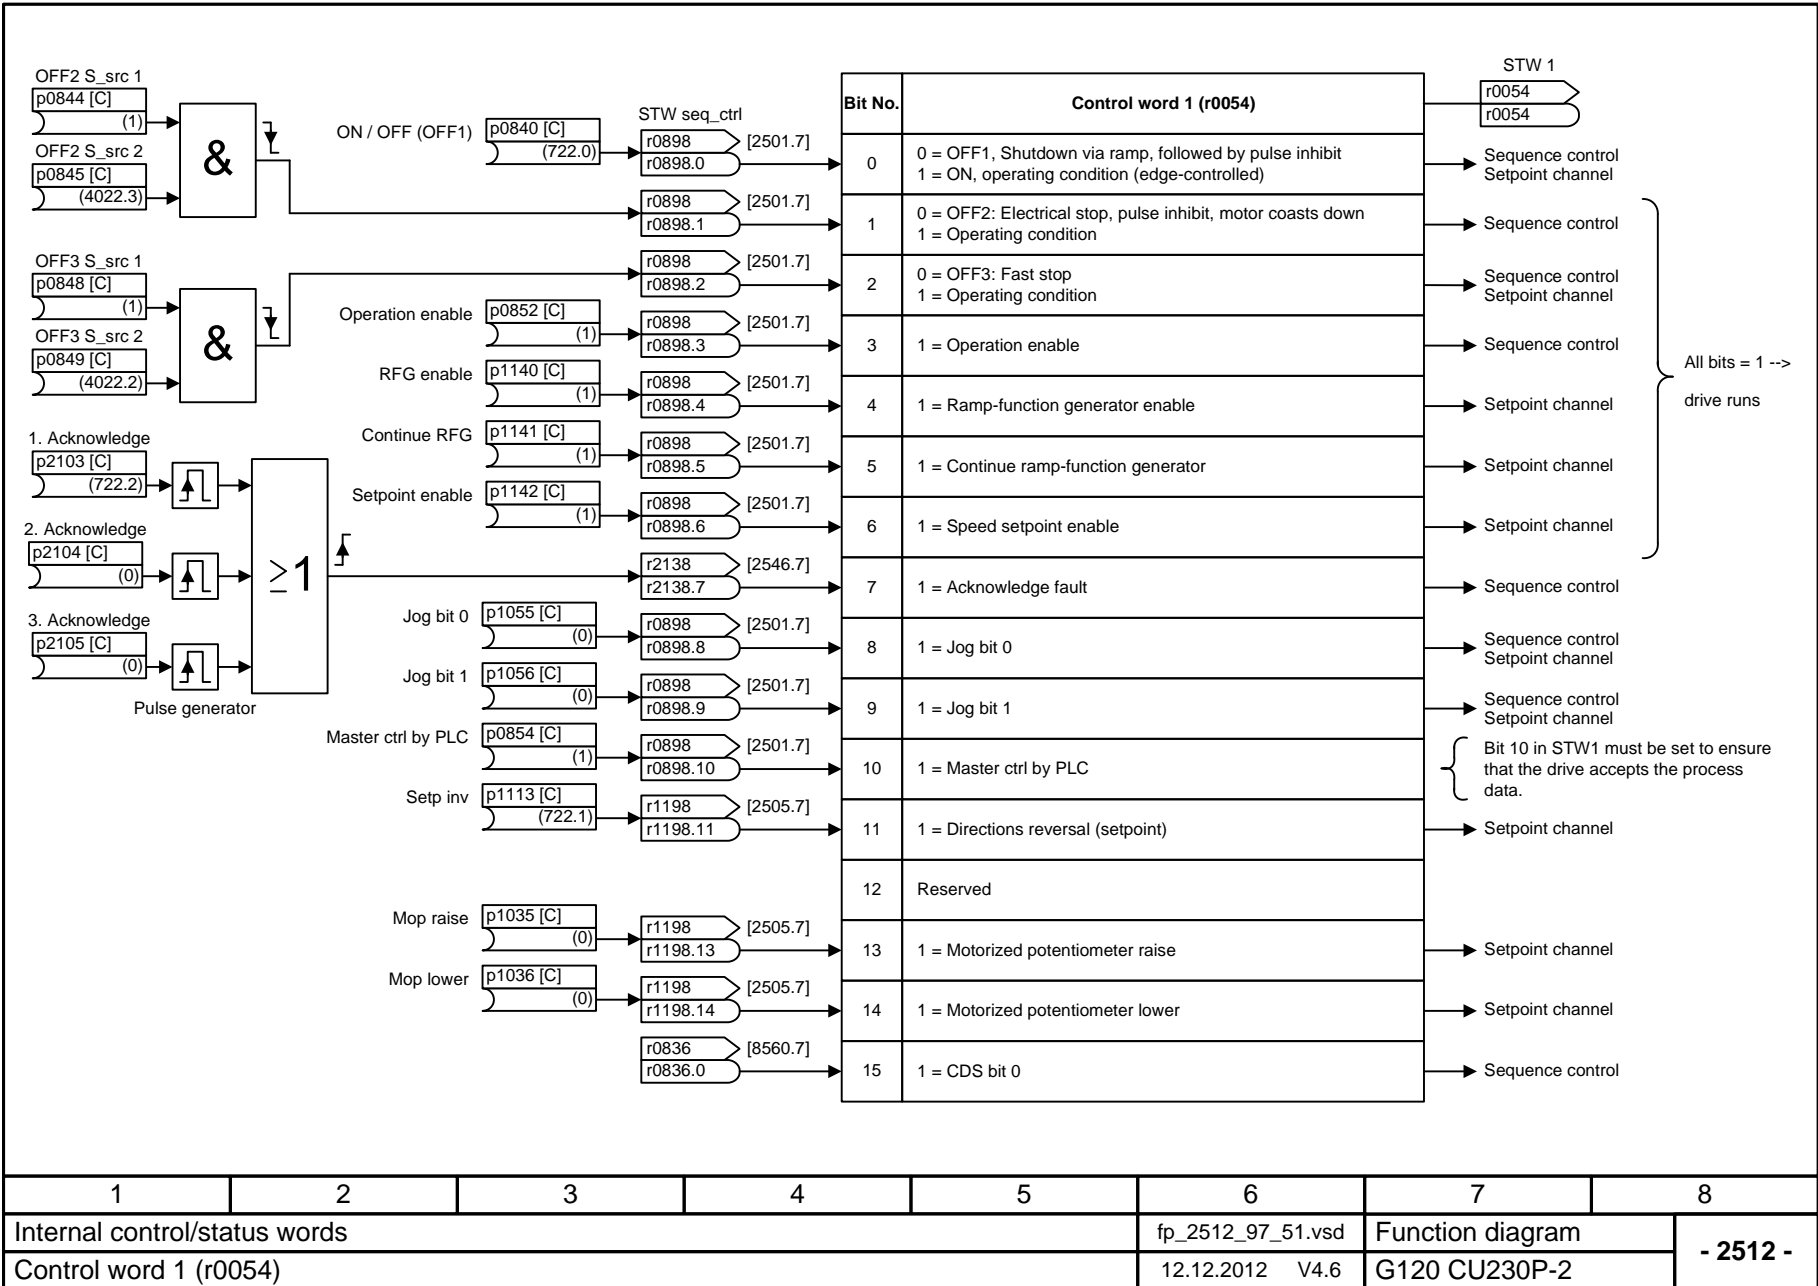 OFF2 S_src 1
p0844 [C]
(1)
OFF2 S_src 2
p0845 [C]
(4022.3)
&
OFF3 S_src 1
p0848 [C]
(1)
OFF3 S_src 2
p0849 [C]
(4022.2)
&
1. Acknowledge
p2103 [C]
(722.2)
2. Acknowledge
p2104 [C]
(0)
3. Acknowledge
p2105 [C]
(0)
Pulse generator
≥1
ON / OFF (OFF1)
p0840 [C]
(722.0)
Operation enable
p0852 [C]
(1)
RFG enable
p1140 [C]
(1)
Continue RFG
p1141 [C]
(1)
Setpoint enable
p1142 [C]
(1)
Jog bit 0
p1055 [C]
(0)
Jog bit 1
p1056 [C]
(0)
Master ctrl by PLC
p0854 [C]
(1)
Setp inv
p1113 [C]
(722.1)
Mop raise
p1035 [C]
(0)
Mop lower
p1036 [C]
(0)
STW seq_ctrl
r0898 [2501.7]
r0898.0
r0898 [2501.7]
r0898.1
r0898 [2501.7]
r0898.2
r0898 [2501.7]
r0898.3
r0898 [2501.7]
r0898.4
r0898 [2501.7]
r0898.5
r0898 [2501.7]
r0898.6
r2138 [2546.7]
r2138.7
r0898 [2501.7]
r0898.8
r0898 [2501.7]
r0898.9
r0898 [2501.7]
r0898.10
r1198 [2505.7]
r1198.11
r1198 [2505.7]
r1198.13
r1198 [2505.7]
r1198.14
r0836 [8560.7]
r0836.0
Bit No. Control word 1 (r0054)
0 0 = OFF1, Shutdown via ramp, followed by pulse inhibit
1 = ON, operating condition (edge-controlled)
1 0 = OFF2: Electrical stop, pulse inhibit, motor coasts down
1 = Operating condition
2 0 = OFF3: Fast stop
1 = Operating condition
3 1 = Operation enable
4 1 = Ramp-function generator enable
5 1 = Continue ramp-function generator
6 1 = Speed setpoint enable
7 1 = Acknowledge fault
8 1 = Jog bit 0
9 1 = Jog bit 1
10 1 = Master ctrl by PLC
11 1 = Directions reversal (setpoint)
12 Reserved
13 1 = Motorized potentiometer raise
14 1 = Motorized potentiometer lower
15 1 = CDS bit 0
STW 1
r0054
r0054
Sequence control
Setpoint channel
Sequence control
Sequence control
Setpoint channel
Sequence control
Setpoint channel
Setpoint channel
Setpoint channel
All bits = 1 -->
drive runs
Sequence control
Sequence control
Setpoint channel
Sequence control
Setpoint channel
Bit 10 in STW1 must be set to ensure
that the drive accepts the process
data.
Setpoint channel
Setpoint channel
Setpoint channel
Sequence control
1 2 3 4 5 6 7 8
Internal control/status words fp_2512_97_51.vsd Function diagram
- 2512 -
Control word 1 (r0054) 12.12.2012 V4.6 G120 CU230P-2